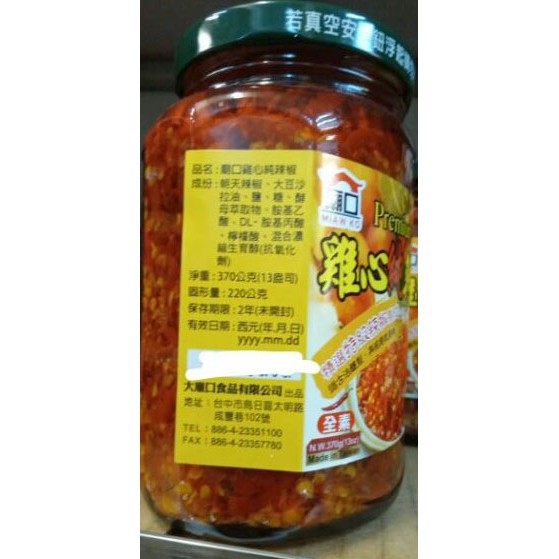 若真空安
品名：廟口雞心純辣椒
成份：朝天辣椒、大豆沙
拉油、鹽、糖、酵
母萃取物、胺基乙
酸、DL-胺基丙酸
、檸檬酸、混合濃
縮生育醇(抗氧化
劑)
淨重：370公克(13盎司)
固形量：220公克
保存期限：2年(未開封)
有效日期：西元(年.月.日)
yyyy.mm.dd
大廟口食品有限公司出品
地址：台中市烏日區太明路
成豐巷102號
TEL：886-4-23351100
FAX：886-4-23357780
廟口
MIAW KO
雞心
全素
N.W.370g(13oz)
Made in Taiwan